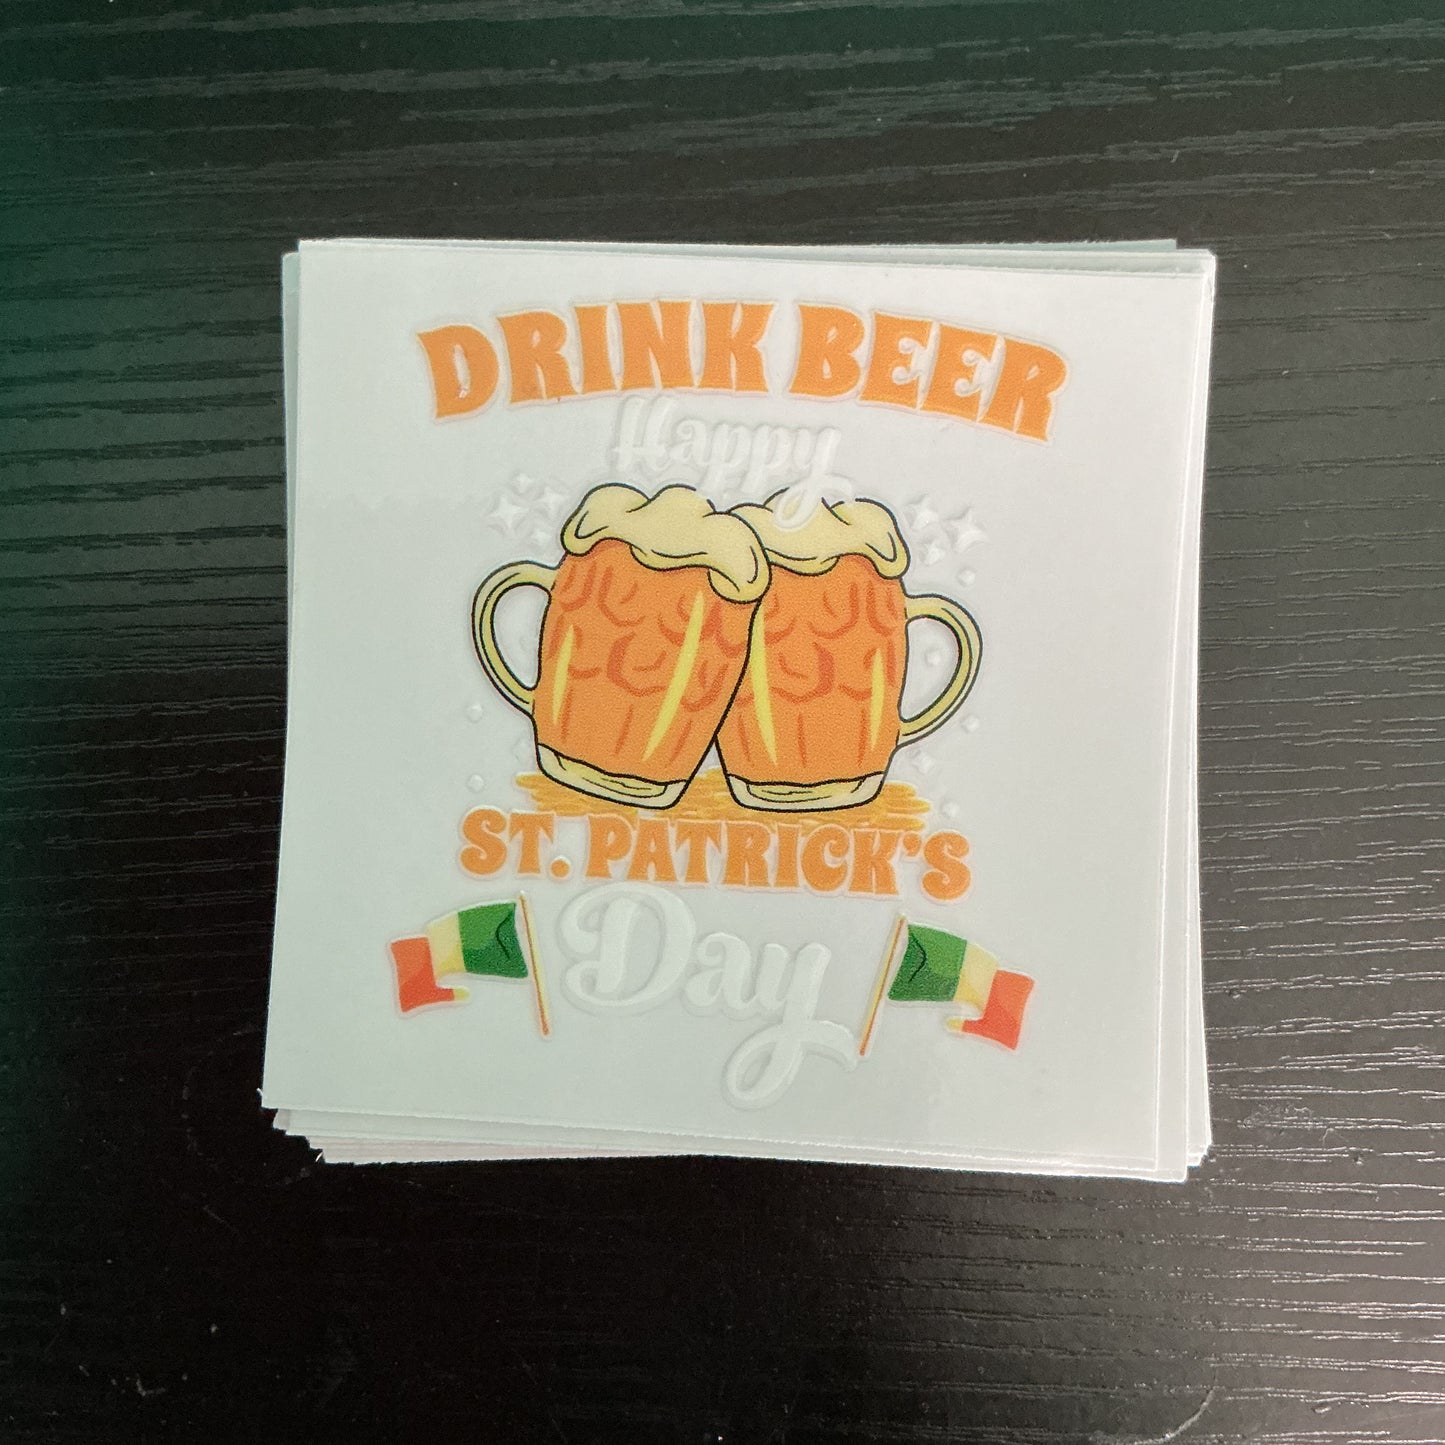 DRINK BEER
Happy
ST. PATRICK'S
Day